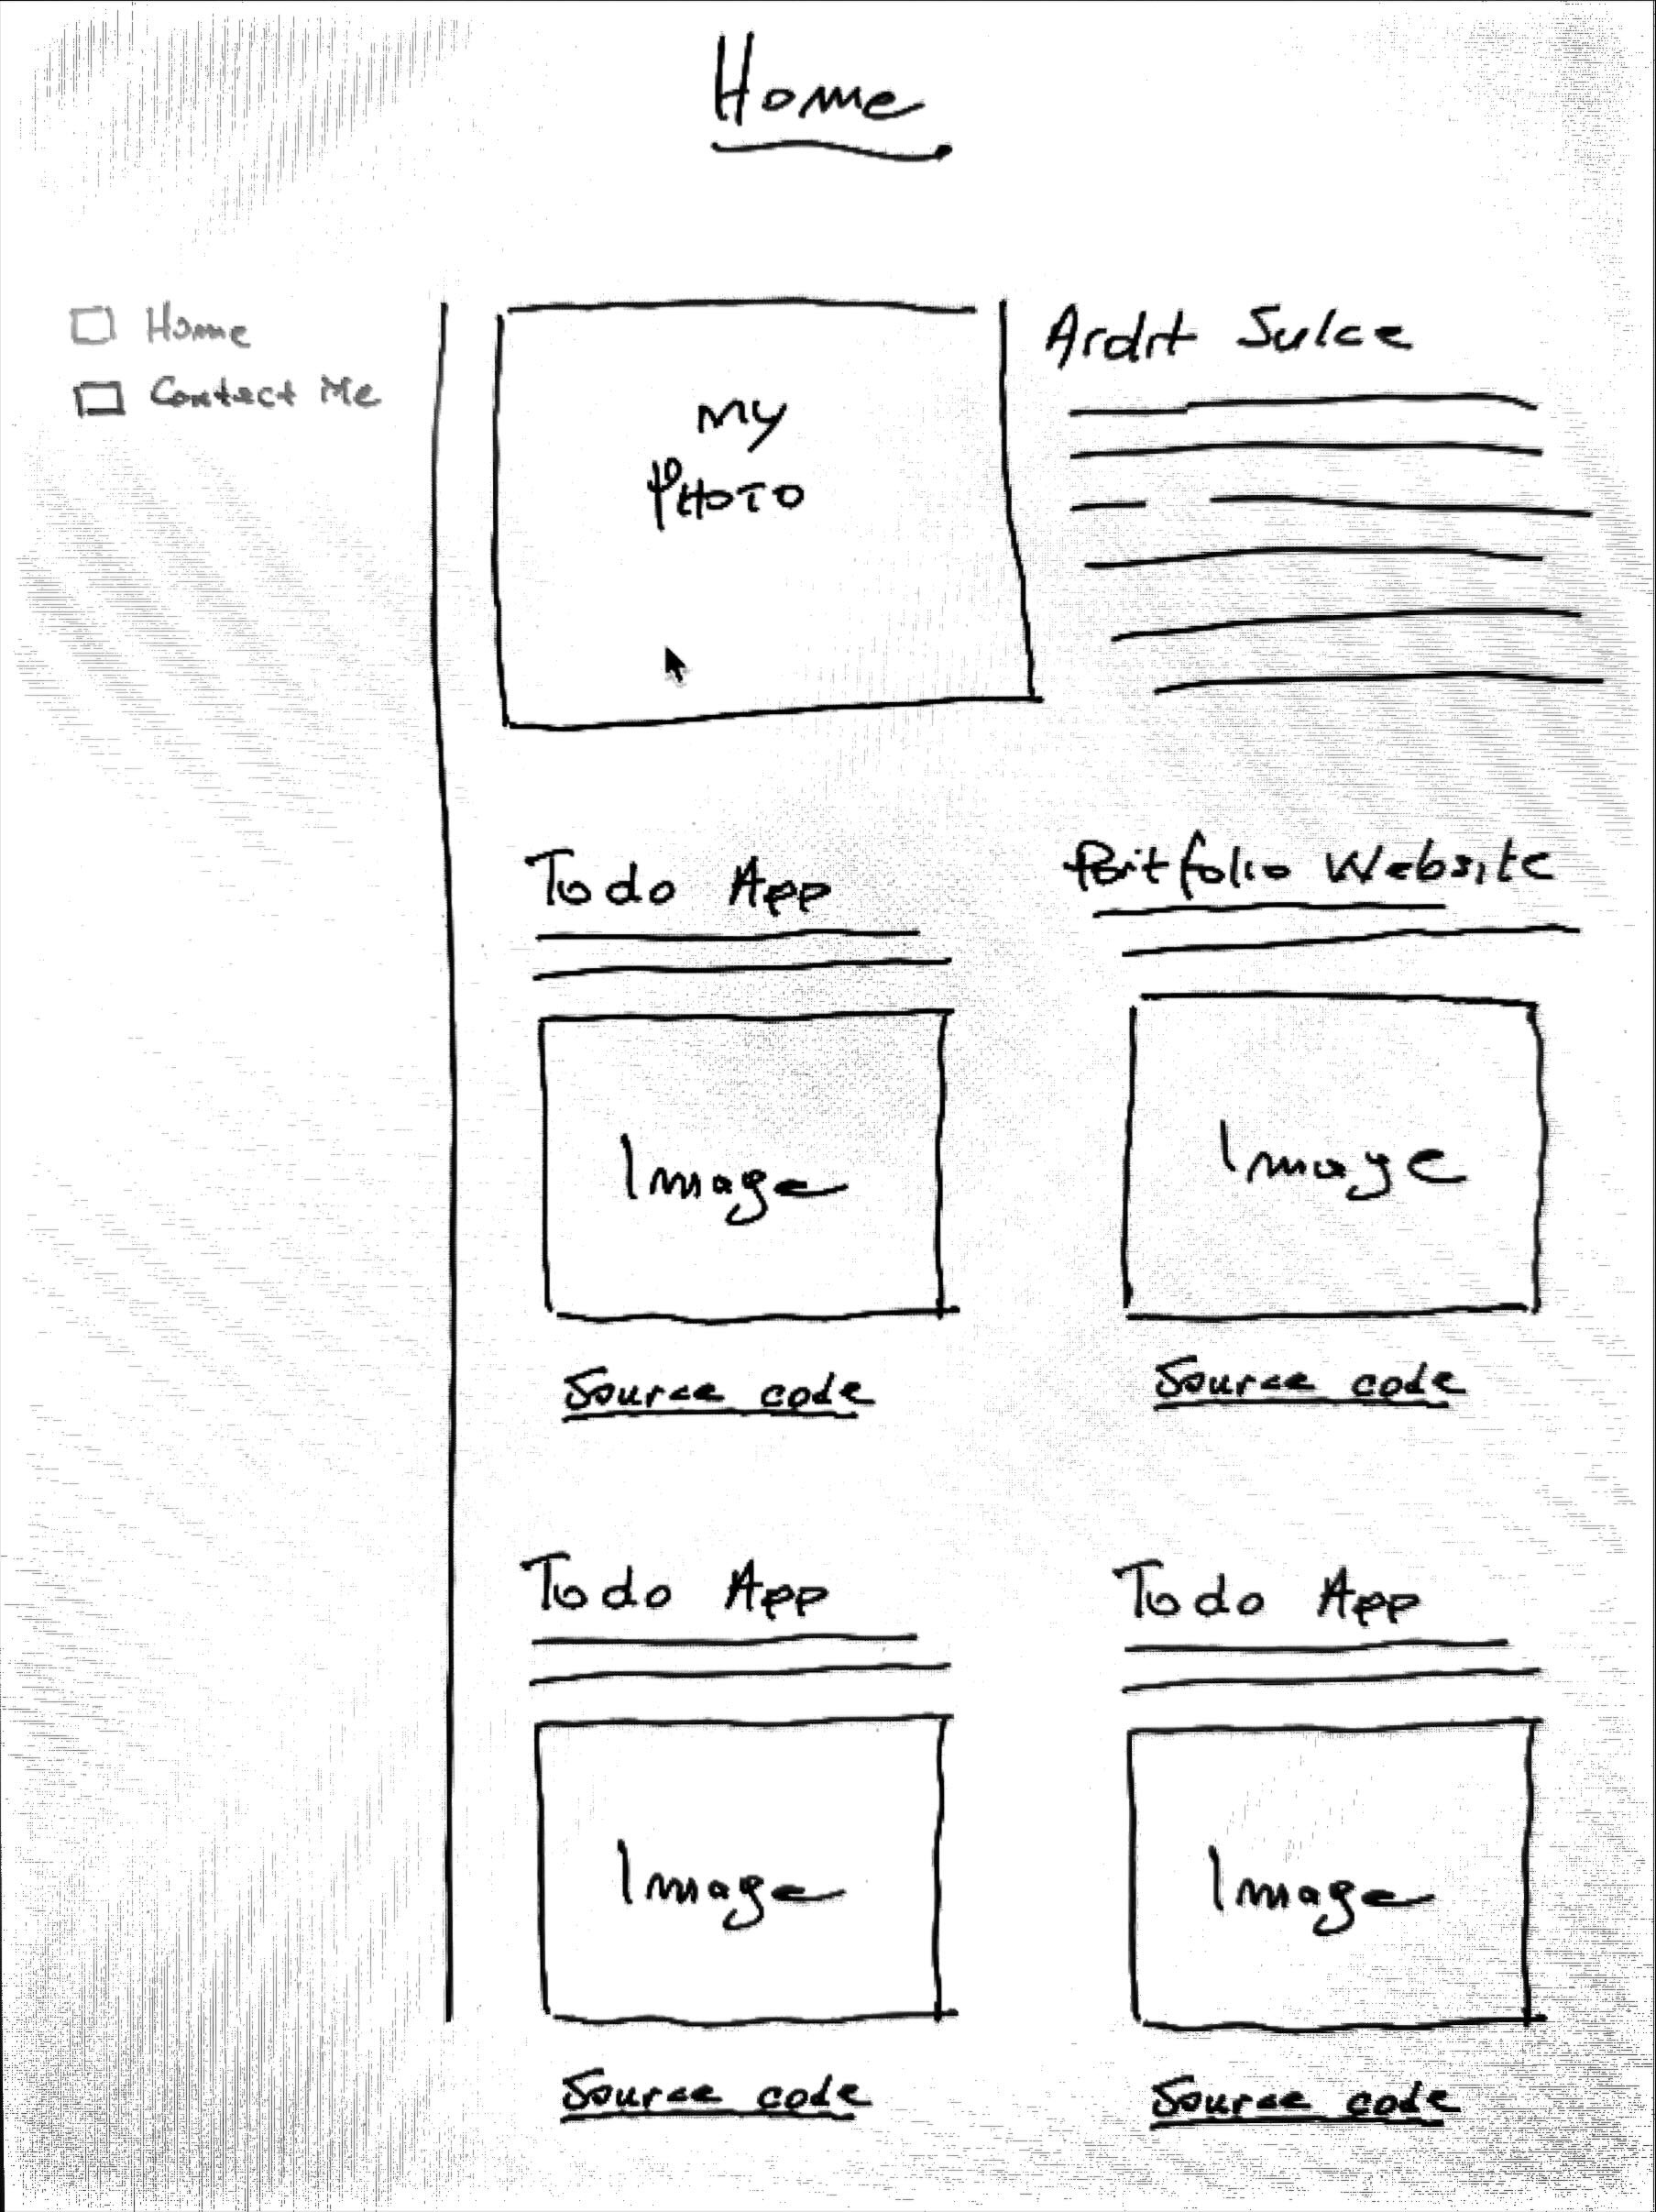 Home
Home
Contact Me
My
PHOTO
Ardit Sulce
Todo App
Portfolio Website
Image
Image
Source code
Source code
Todo App
Todo App
Image
Image
Source code
Source code